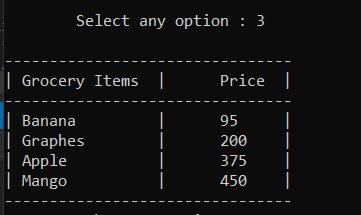 Select any option : 3
-----------------------------
| Grocery Items | Price |
-----------------------------
| Banana | 95 |
| Graphes | 200 |
| Apple | 375 |
| Mango | 450 |
-----------------------------